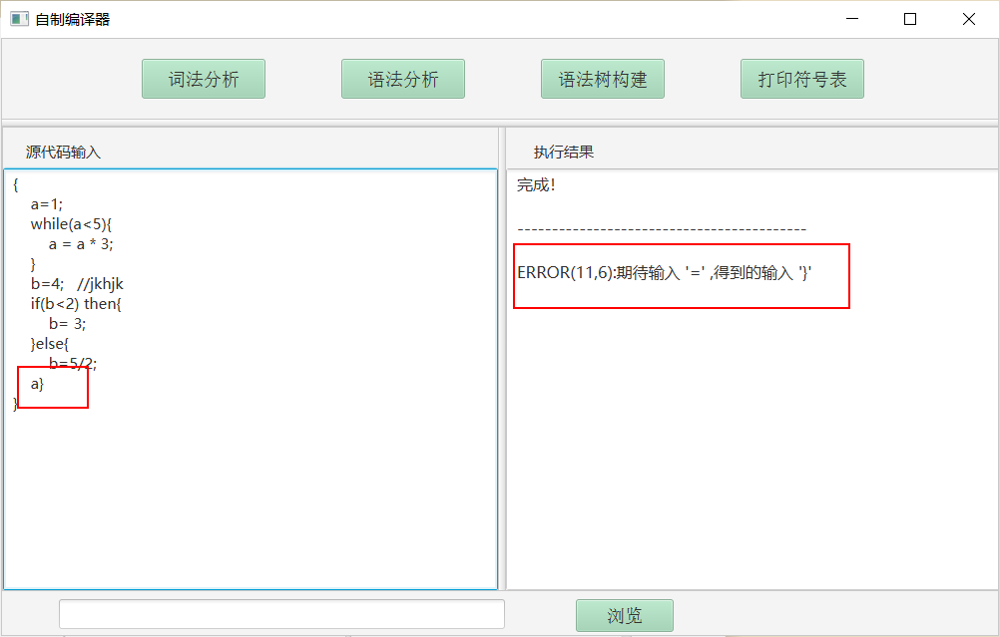 自制编译器
词法分析 语法分析 语法树构建 打印符号表
源代码输入
{
a=1;
while(a<5){
a = a * 3;
}
b=4; //jkhjk
if(b<2) then{
b= 3;
}else{
b=5/2;
a}
}
执行结果
完成!
------------------------------------------
ERROR(11,6):期待输入 '=' ,得到的输入 '}'
浏览